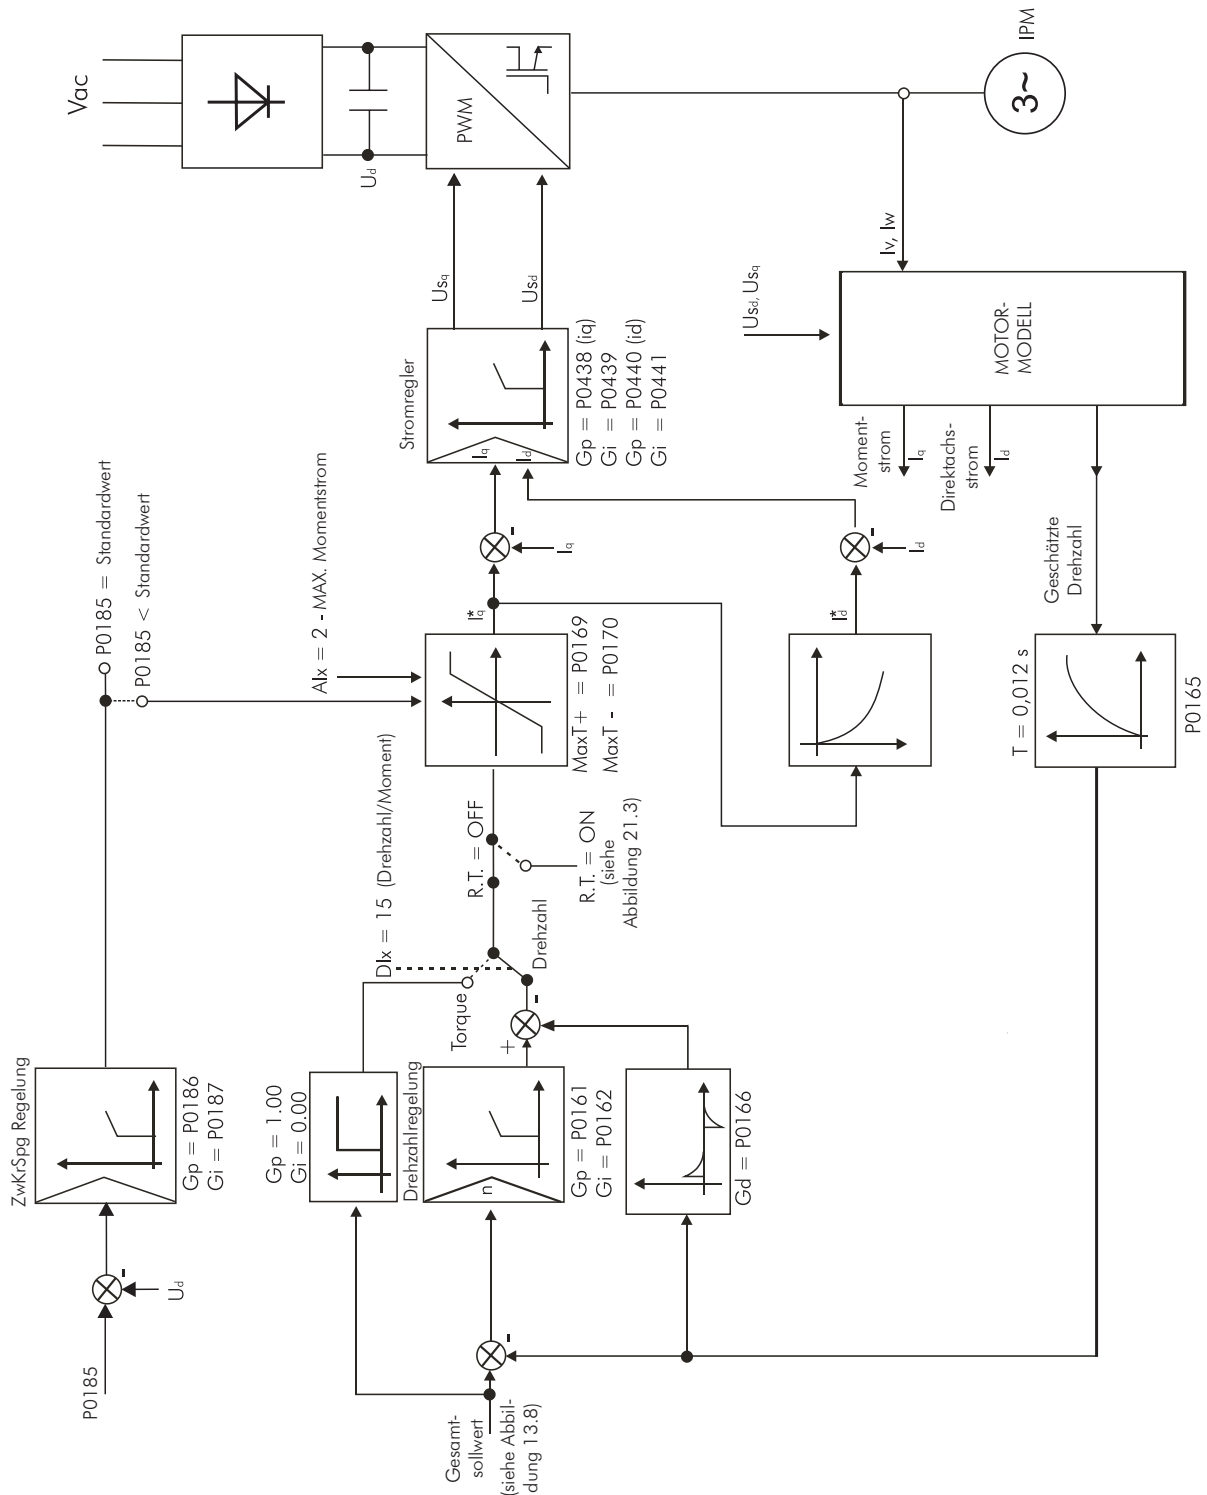 Vac
Ud
PWM
IPM
3~
Iv, Iw
Usq
Usd
Usd, Usq
MOTOR-
MODELL
Stromregler
Iq
Id
Gp = P0438 (iq)
Gi = P0439
Gp = P0440 (id)
Gi = P0441
Moment-
strom
Iq
Direktachs-
strom
Id
Geschätzte
Drehzahl
P0185 = Standardwert
P0185 < Standardwert
AIx = 2 - MAX. Momentstrom
I*q
-
Iq
I*d
-
Id
MaxT+ = P0169
MaxT - = P0170
T = 0,012 s
P0165
DIx = 15 (Drehzahl/Moment)
R.T. = OFF
R.T. = ON
(siehe
Abbildung 21.3)
Drehzahl
Torque
+
-
ZwKrSpg Regelung
Gp = P0186
Gi = P0187
Gp = 1.00
Gi = 0.00
Drehzahlregelung
n
Gp = P0161
Gi = P0162
Gd = P0166
-
Ud
P0185
-
Gesamt-
sollwert
(siehe Abbil-
dung 13.8)